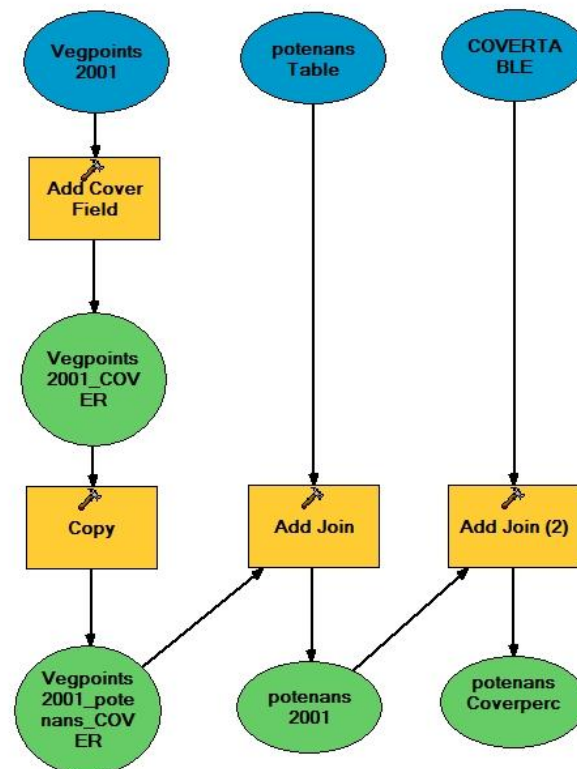 Vegpoints
2001
potenans
Table
COVERTA
BLE
Add Cover
Field
Vegpoints
2001_COV
ER
Copy
Add Join
Add Join (2)
Vegpoints
2001_pote
nans_COV
ER
potenans
2001
potenans
Coverperc